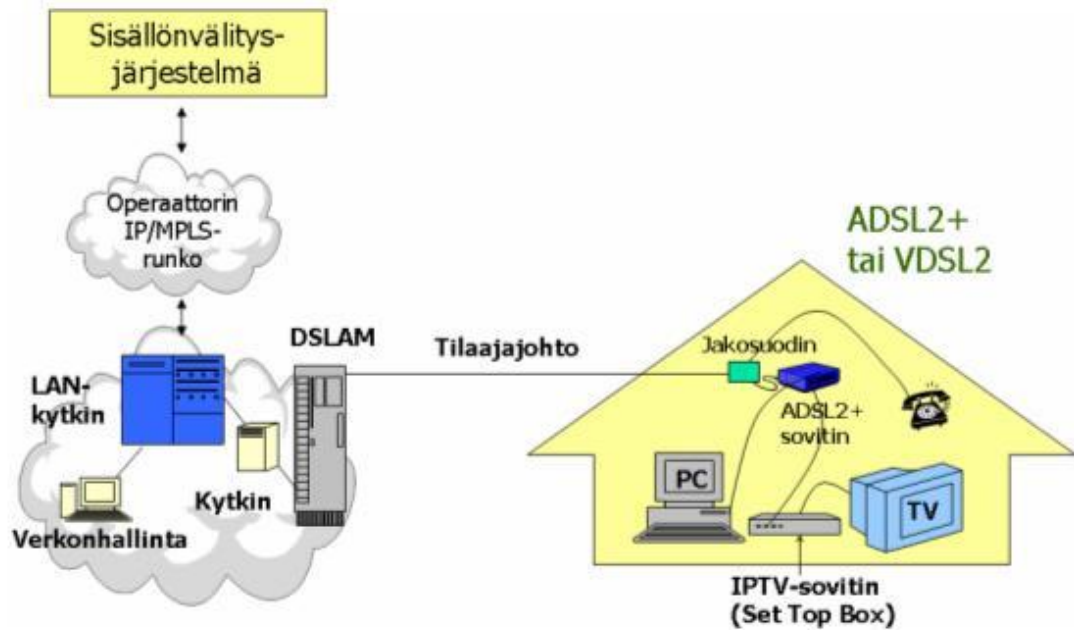 Sisällönvälitys-
järjestelmä
Operaattorin
IP/MPLS-
runko
ADSL2+
tai VDSL2
DSLAM
Tilaajajohto
Jakosuodin
LAN-
kytkin
ADSL2+
sovitin
Kytkin
PC
TV
Verkonhallinta
IPTV-sovitin
(Set Top Box)